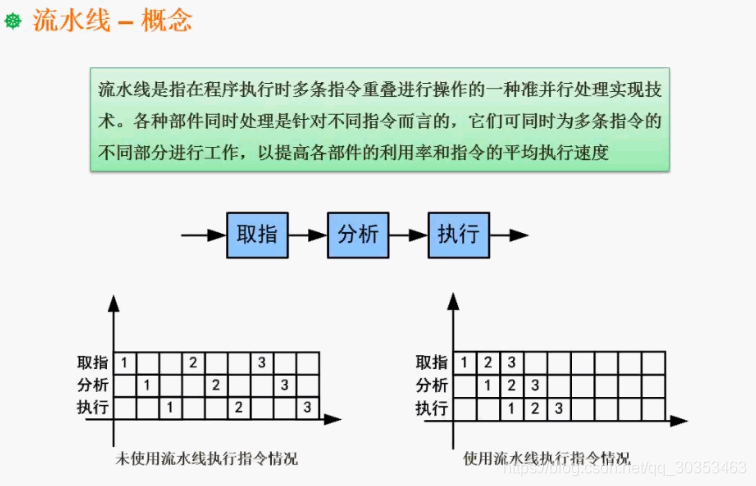 流水线 – 概念
流水线是指在程序执行时多条指令重叠进行操作的一种准并行处理实现技
术。各种部件同时处理是针对不同指令而言的，它们可同时为多条指令的
不同部分进行工作，以提高各部件的利用率和指令的平均执行速度
取指 分析 执行
取指 1 2 3
分析 1 2 3
执行 1 2 3
未使用流水线执行指令情况
取指 1 2 3
分析 1 2 3
执行 1 2 3
使用流水线执行指令情况
https://blog.csdn.net/qq_30353463